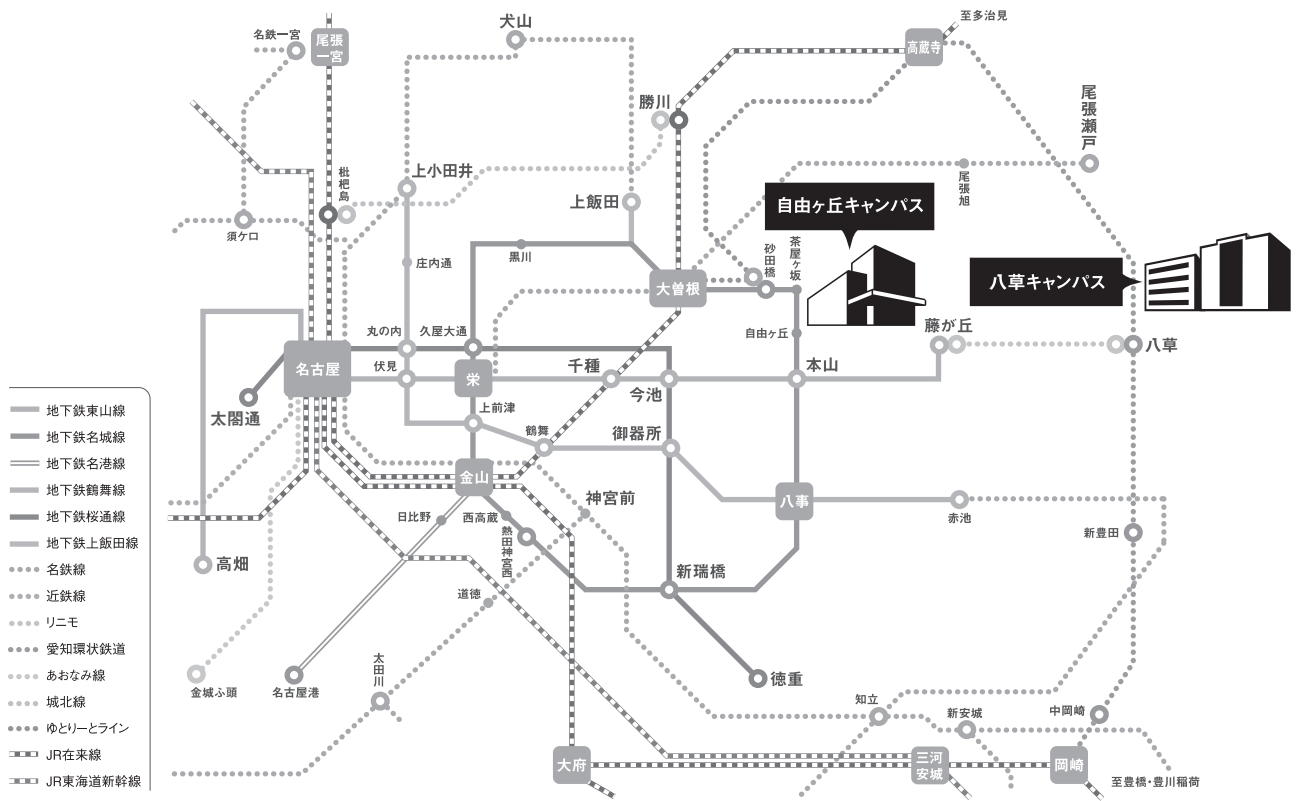 至多治見
犬山
名鉄一宮
尾張
一宮
高蔵寺
勝川
尾張瀬戸
枇杷島
上小田井
尾張旭
上飯田
自由ヶ丘キャンパス
須ケ口
庄内通
黒川
砂田橋
茶屋ヶ坂
大曽根
八草キャンパス
丸の内
久屋大通
自由ヶ丘
藤が丘
八草
名古屋
伏見
栄
千種
今池
本山
太閤通
上前津
鶴舞
御器所
金山
八事
神宮前
日比野
西高蔵
熱田神宮西
赤池
新豊田
高畑
新瑞橋
道徳
太田川
金城ふ頭
名古屋港
徳重
知立
新安城
中岡崎
大府
三河
安城
岡崎
至豊橋・豊川稲荷
地下鉄東山線
地下鉄名城線
地下鉄名港線
地下鉄鶴舞線
地下鉄桜通線
地下鉄上飯田線
名鉄線
近鉄線
リニモ
愛知環状鉄道
あおなみ線
城北線
ゆとりーとライン
JR在来線
JR東海道新幹線